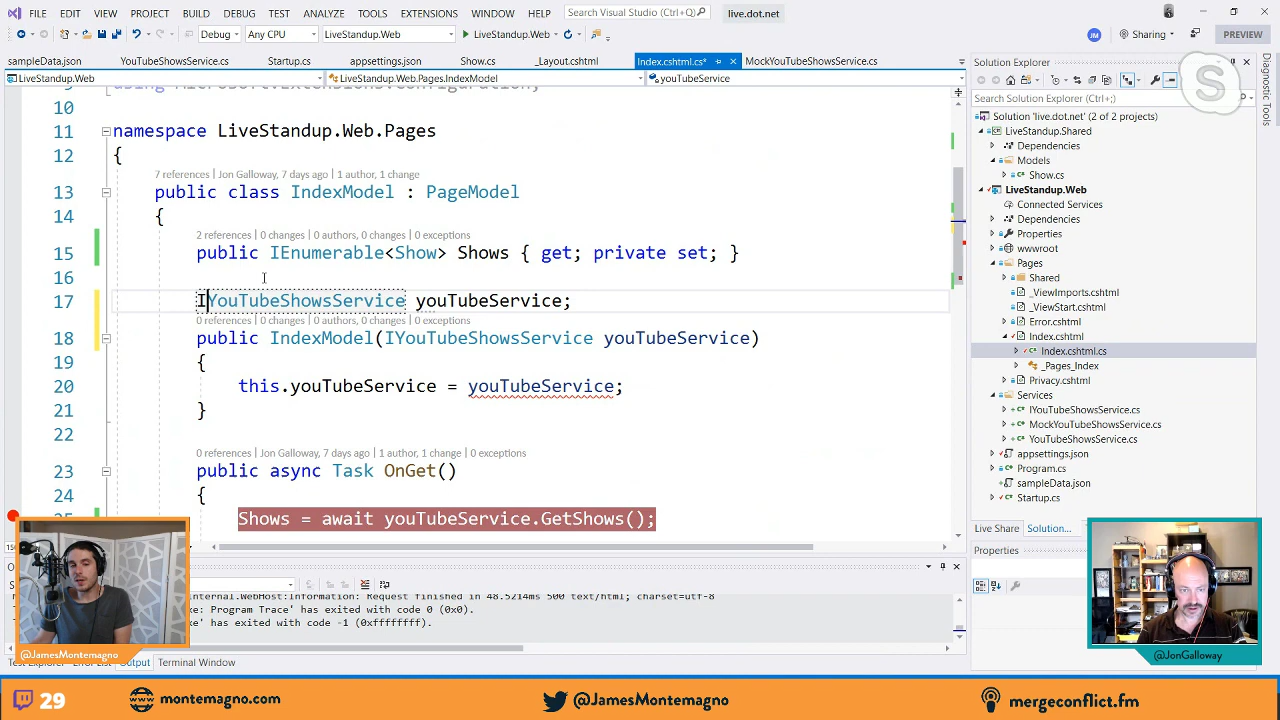 FILE EDIT VIEW PROJECT BUILD DEBUG TEST ANALYZE TOOLS EXTENSIONS WINDOW HELP Search Visual Studio (Ctrl+Q) live.dot.net
Debug Any CPU LiveStandup.Web LiveStandup.Web JM Sharing PREVIEW
sampleData.json YouTubeShowsService.cs Startup.cs appsettings.json Show.cs _Layout.cshtml Index.cshtml.cs* MockYouTubeShowsService.cs
LiveStandup.Web LiveStandup.Web.Pages.IndexModel youTubeService
10
11 namespace LiveStandup.Web.Pages
12 {
7 references | Jon Galloway, 7 days ago | 1 author, 1 change
13 public class IndexModel : PageModel
14 {
2 references | 0 changes | 0 authors, 0 changes | 0 exceptions
15 public IEnumerable<Show> Shows { get; private set; }
16
17 IYouTubeShowsService youTubeService;
0 references | 0 changes | 0 authors, 0 changes | 0 exceptions
18 public IndexModel(IYouTubeShowsService youTubeService)
19 {
20 this.youTubeService = youTubeService;
21 }
22
0 references | Jon Galloway, 7 days ago | 1 author, 1 change | 0 exceptions
23 public async Task OnGet()
24 {
Shows = await youTubeService.GetShows();
Internal.WebHost:Information: Request finished in 48.5214ms 500 text/html; charset=utf-8
: Program Trace' has exited with code 0 (0x0).
' has exited with code -1 (0xffffffff).
Output Terminal Window
Solution Explorer
Search Solution Explorer (Ctrl+;)
Solution 'live.dot.net' (2 of 2 projects)
LiveStandup.Shared
Dependencies
Models
Show.cs
LiveStandup.Web
Connected Services
Dependencies
Properties
wwwroot
Pages
Shared
_ViewImports.cshtml
_ViewStart.cshtml
Error.cshtml
Index.cshtml
Index.cshtml.cs
_Pages_Index
Privacy.cshtml
Services
IYouTubeShowsService.cs
MockYouTubeShowsService.cs
YouTubeShowsService.cs
appsettings.json
Program.cs
sampleData.json
Startup.cs
Live Share Solution...
Properties
Diagnostic Tools
@JamesMontemagno
@JonGalloway
29 montemagno.com @JamesMontemagno mergeconflict.fm